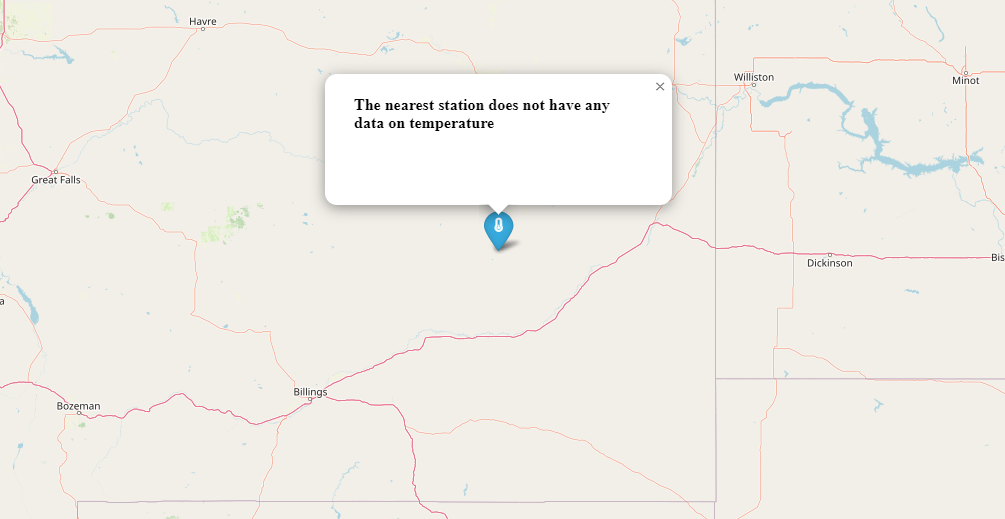 Havre
Williston
Minot
×
The nearest station does not have any
data on temperature
Great Falls
Dickinson
Bis
a
Billings
Bozeman